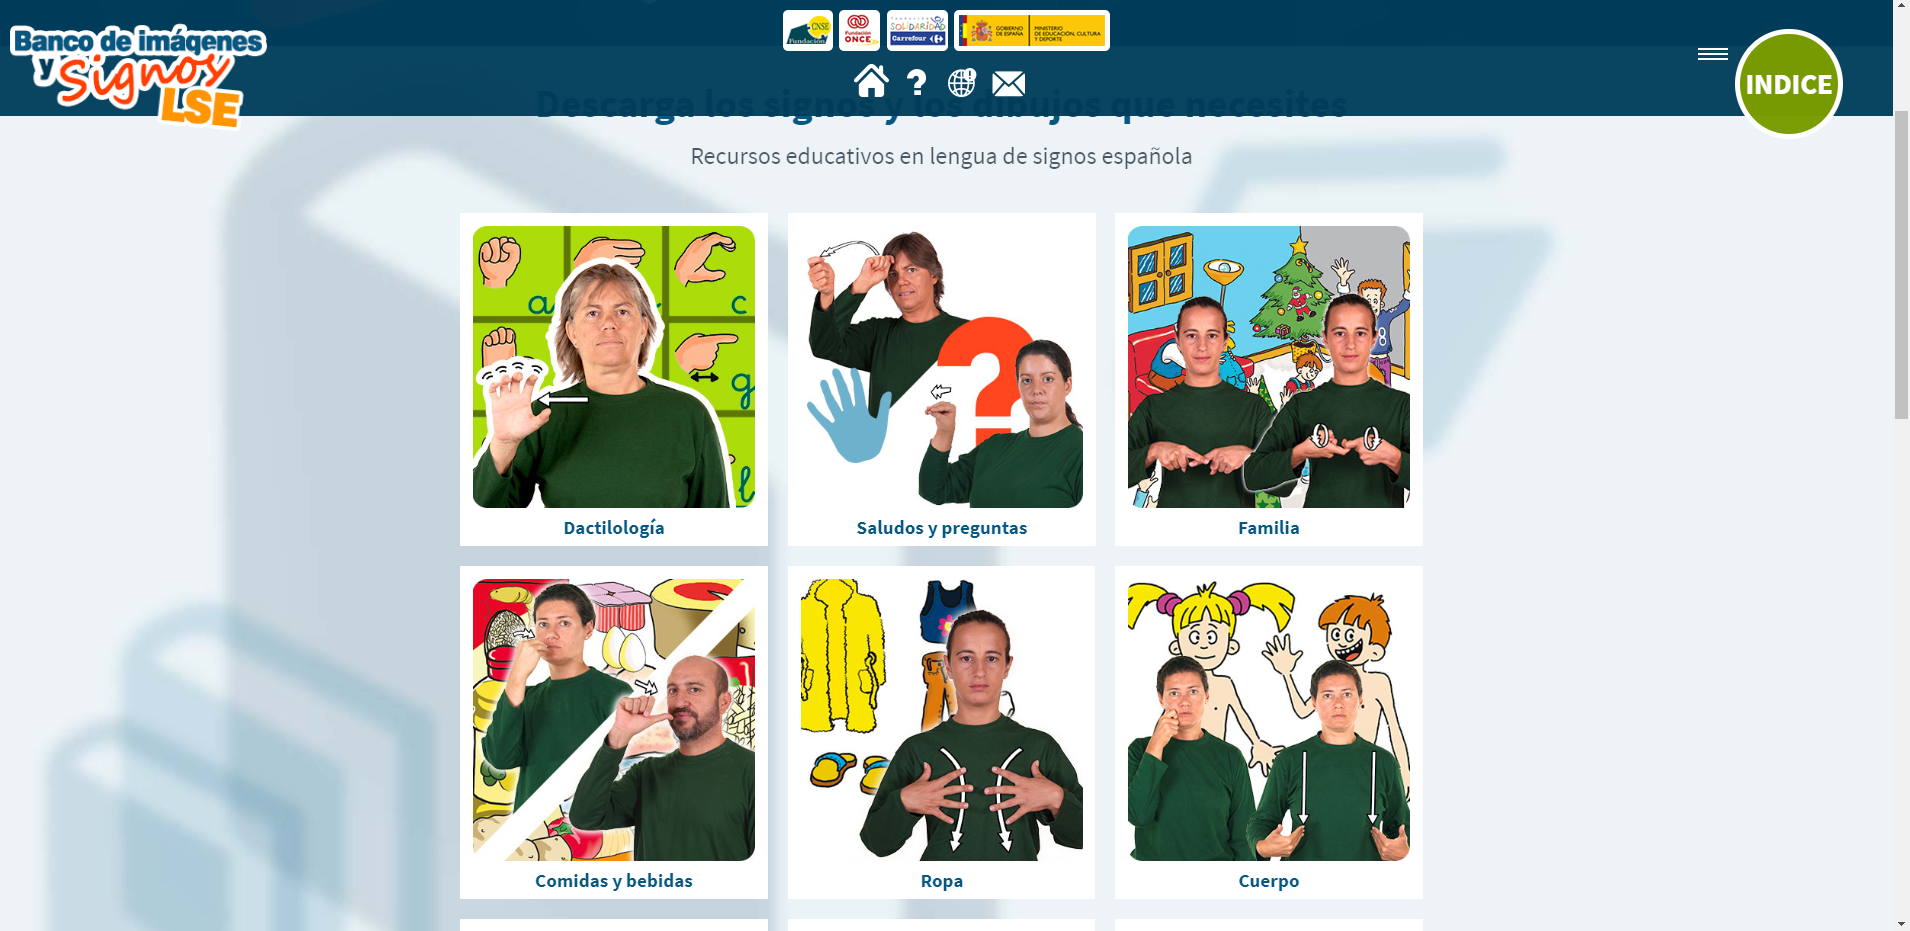 Banco de imágenes
y Signos
LSE
CNSE
Fundación
Fundación
ONCE
Fundación
SOLIDARIDAD
Carrefour
GOBIERNO
DE ESPAÑA
MINISTERIO
DE EDUCACIÓN, CULTURA
Y DEPORTE
?
INDICE
Descarga los signos y los dibujos que necesites
Recursos educativos en lengua de signos española
a
c
g
l
Dactilología
?
Saludos y preguntas
Familia
Comidas y bebidas
Ropa
Cuerpo